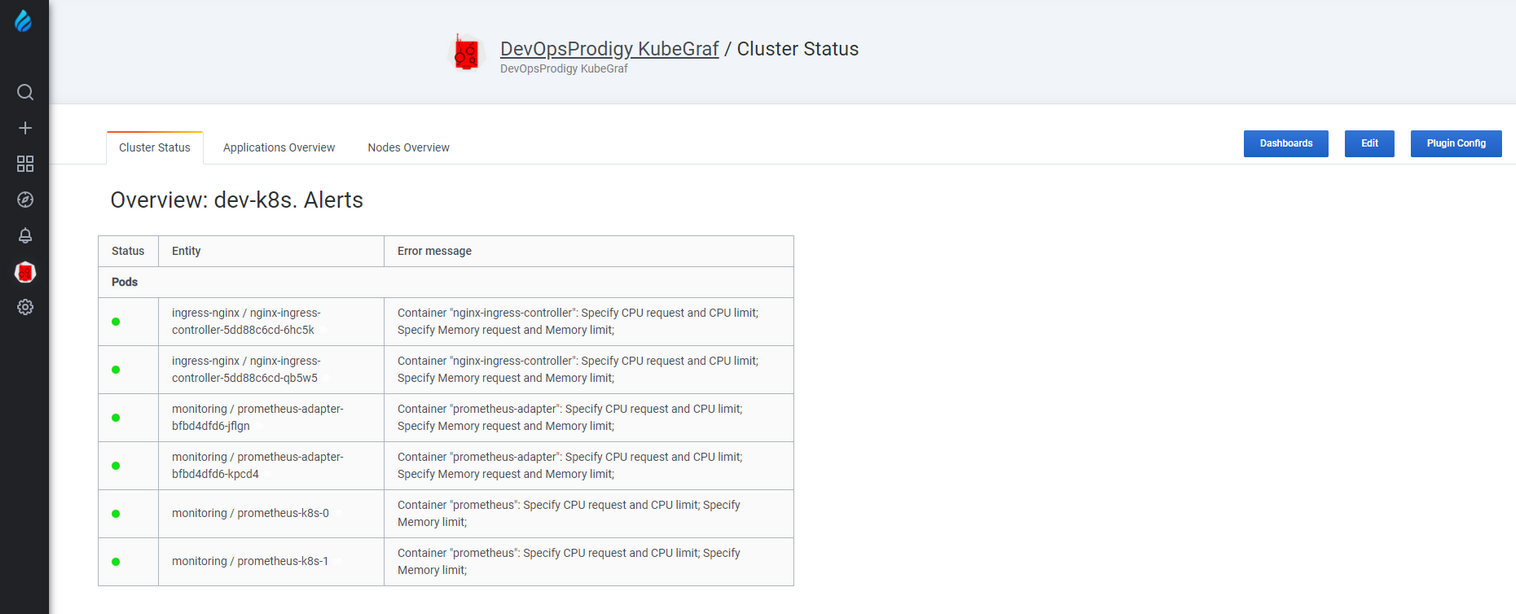 DevOpsProdigy KubeGraf / Cluster Status
DevOpsProdigy KubeGraf
Cluster Status
Applications Overview
Nodes Overview
Dashboards
Edit
Plugin Config
Overview: dev-k8s. Alerts
Status
Entity
Error message
Pods
ingress-nginx / nginx-ingress-
controller-5dd88c6cd-6hc5k
Container "nginx-ingress-controller": Specify CPU request and CPU limit;
Specify Memory request and Memory limit;
ingress-nginx / nginx-ingress-
controller-5dd88c6cd-qb5w5
Container "nginx-ingress-controller": Specify CPU request and CPU limit;
Specify Memory request and Memory limit;
monitoring / prometheus-adapter-
bfbd4dfd6-jflgn
Container "prometheus-adapter": Specify CPU request and CPU limit;
Specify Memory request and Memory limit;
monitoring / prometheus-adapter-
bfbd4dfd6-kpcd4
Container "prometheus-adapter": Specify CPU request and CPU limit;
Specify Memory request and Memory limit;
monitoring / prometheus-k8s-0
Container "prometheus": Specify CPU request and CPU limit; Specify
Memory limit;
monitoring / prometheus-k8s-1
Container "prometheus": Specify CPU request and CPU limit; Specify
Memory limit;